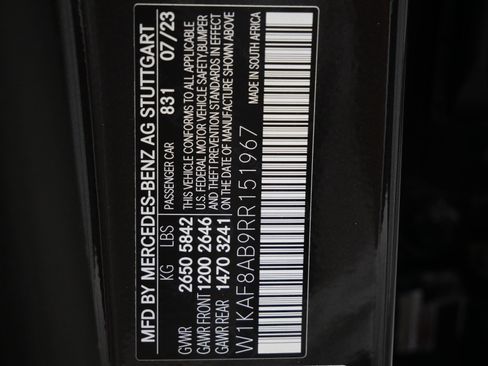 MFD BY MERCEDES-BENZ AG STUTTGART
KG LBS PASSENGER CAR 831 07/23
GVWR 2650 5842 THIS VEHICLE CONFORMS TO ALL APPLICABLE
GAWR FRONT 1200 2646 U.S. FEDERAL MOTOR VEHICLE SAFETY,BUMPER
GAWR REAR 1470 3241 AND THEFT PREVENTION STANDARDS IN EFFECT
ON THE DATE OF MANUFACTURE SHOWN ABOVE
W1KAF8AB9RR151967 MADE IN SOUTH AFRICA